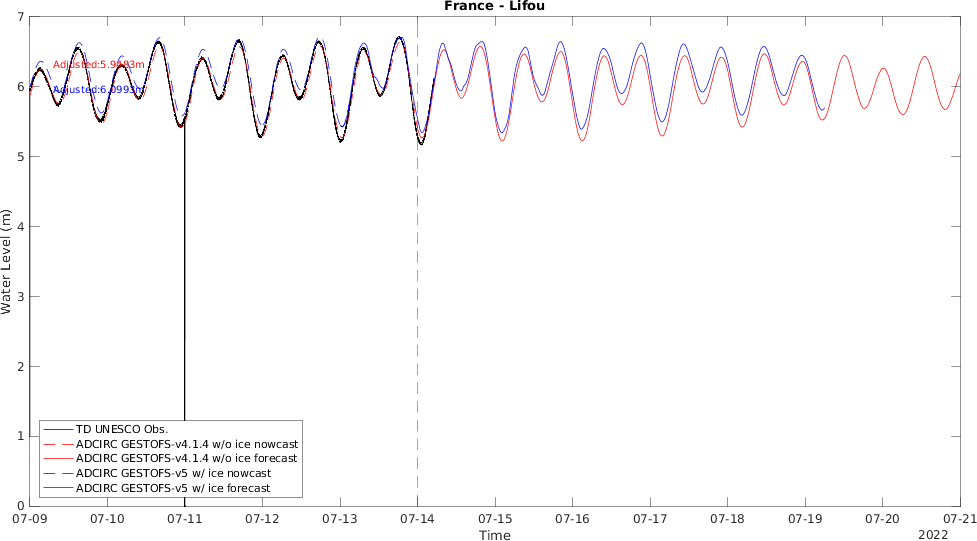 France - Lifou
7
6
5
4
3
2
1
0
Water Level (m)
Adjusted:5.9883m
Adjusted:6.0993m
TD UNESCO Obs.
ADCIRC GESTOFS-v4.1.4 w/o ice nowcast
ADCIRC GESTOFS-v4.1.4 w/o ice forecast
ADCIRC GESTOFS-v5 w/ ice nowcast
ADCIRC GESTOFS-v5 w/ ice forecast
07-09 07-10 07-11 07-12 07-13 07-14 07-15 07-16 07-17 07-18 07-19 07-20 07-21
Time
2022